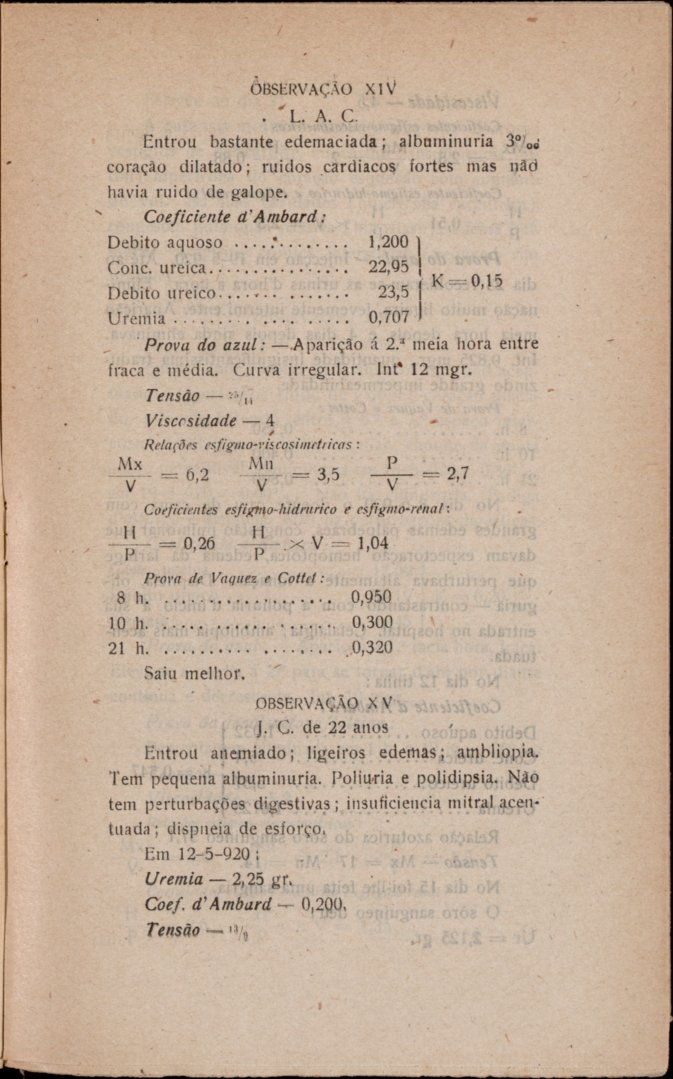 OBSERVAÇÃO XIV
L. A. C.
Entrou bastante edemaciada; albuminuria 3º/₀₀;
coração dilatado; ruidos cardiacos fortes mas não
havia ruido de galope.
Coeficiente d'Ambard:
Debito aquoso .............. 1,200
Conc. ureica................ 22,95
Debito ureico............... 23,5
K = 0,15
Uremia ..................... 0,707
Prova do azul: — Aparição á 2.ª meia hora entre
fraca e média. Curva irregular. Intª 12 mgr.
Tensão — ²⁵/₁₄
Viscosidade — 4
Relações esfigmo-viscosimetricas:
Mx/V = 6,2 Mn/V = 3,5 P/V = 2,7
Coeficientes esfigmo-hidrurico e esfigmo-renal:
H/P = 0,26 H/P × V = 1,04
Prova de Vaquez e Cottet:
8 h. ................... 0,950
10 h. ................... 0,300
21 h. ................... 0,320
Saiu melhor.
OBSERVAÇÃO XV
J. C. de 22 anos
Entrou anemiado; ligeiros edemas; ambliopia.
Tem pequena albuminuria. Poliuria e polidipsia. Não
tem perturbações digestivas; insuficiencia mitral acen-
tuada; dispneia de esforço.
Em 12-5-920:
Uremia — 2,25 gr.
Coef. d'Ambard — 0,200.
Tensão —